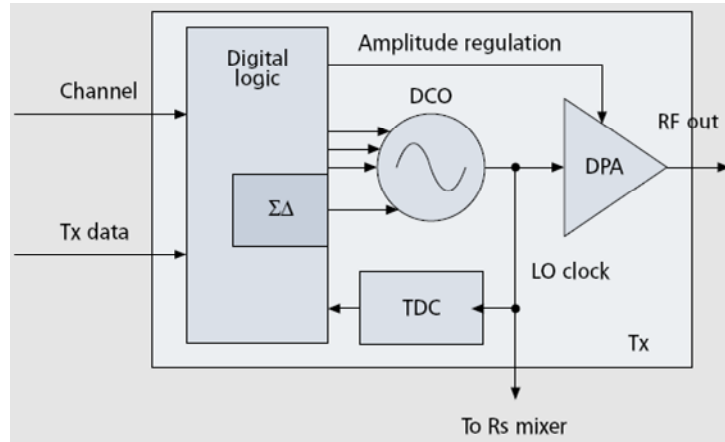 Digital
logic
Amplitude regulation
Channel
DCO
RF out
DPA
ΣΔ
Tx data
LO clock
TDC
Tx
To Rs mixer